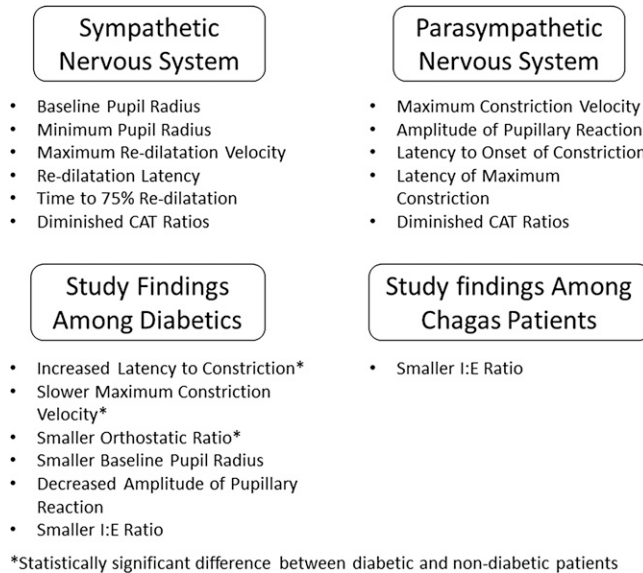 Sympathetic
Nervous System
• Baseline Pupil Radius
• Minimum Pupil Radius
• Maximum Re-dilatation Velocity
• Re-dilatation Latency
• Time to 75% Re-dilatation
• Diminished CAT Ratios
Parasympathetic
Nervous System
• Maximum Constriction Velocity
• Amplitude of Pupillary Reaction
• Latency to Onset of Constriction
• Latency of Maximum
Constriction
• Diminished CAT Ratios
Study Findings
Among Diabetics
• Increased Latency to Constriction*
• Slower Maximum Constriction
Velocity*
• Smaller Orthostatic Ratio*
• Smaller Baseline Pupil Radius
• Decreased Amplitude of Pupillary
Reaction
• Smaller I:E Ratio
Study findings Among
Chagas Patients
• Smaller I:E Ratio
*Statistically significant difference between diabetic and non-diabetic patients